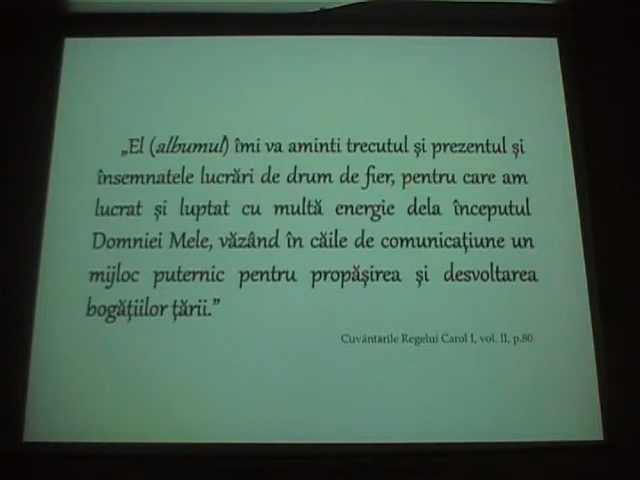 „El (albumul) îmi va aminti trecutul și prezentul și
însemnatele lucrări de drum de fier, pentru care am
lucrat și luptat cu multă energie dela începutul
Domniei Mele, văzând în căile de comunicațiune un
mijloc puternic pentru propășirea și desvoltarea
bogățiilor țării.”
Cuvântările Regelui Carol I, vol. II, p.80